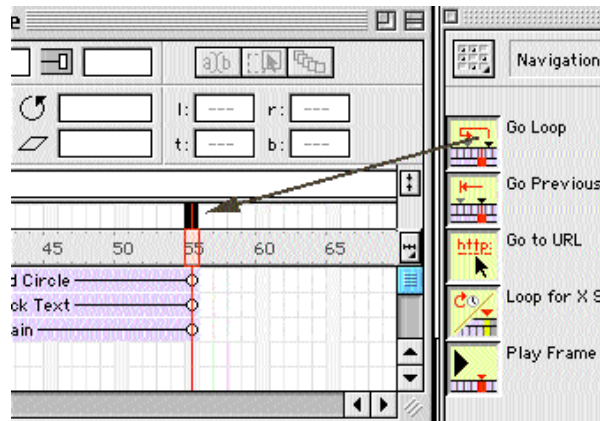 e
a)b
l: --- r: ---
t: --- b: ---
45 50 55 60 65
d Circle
ck Text
ain
Navigation
Go Loop
Go Previous
http:
Go to URL
Loop for X S
Play Frame